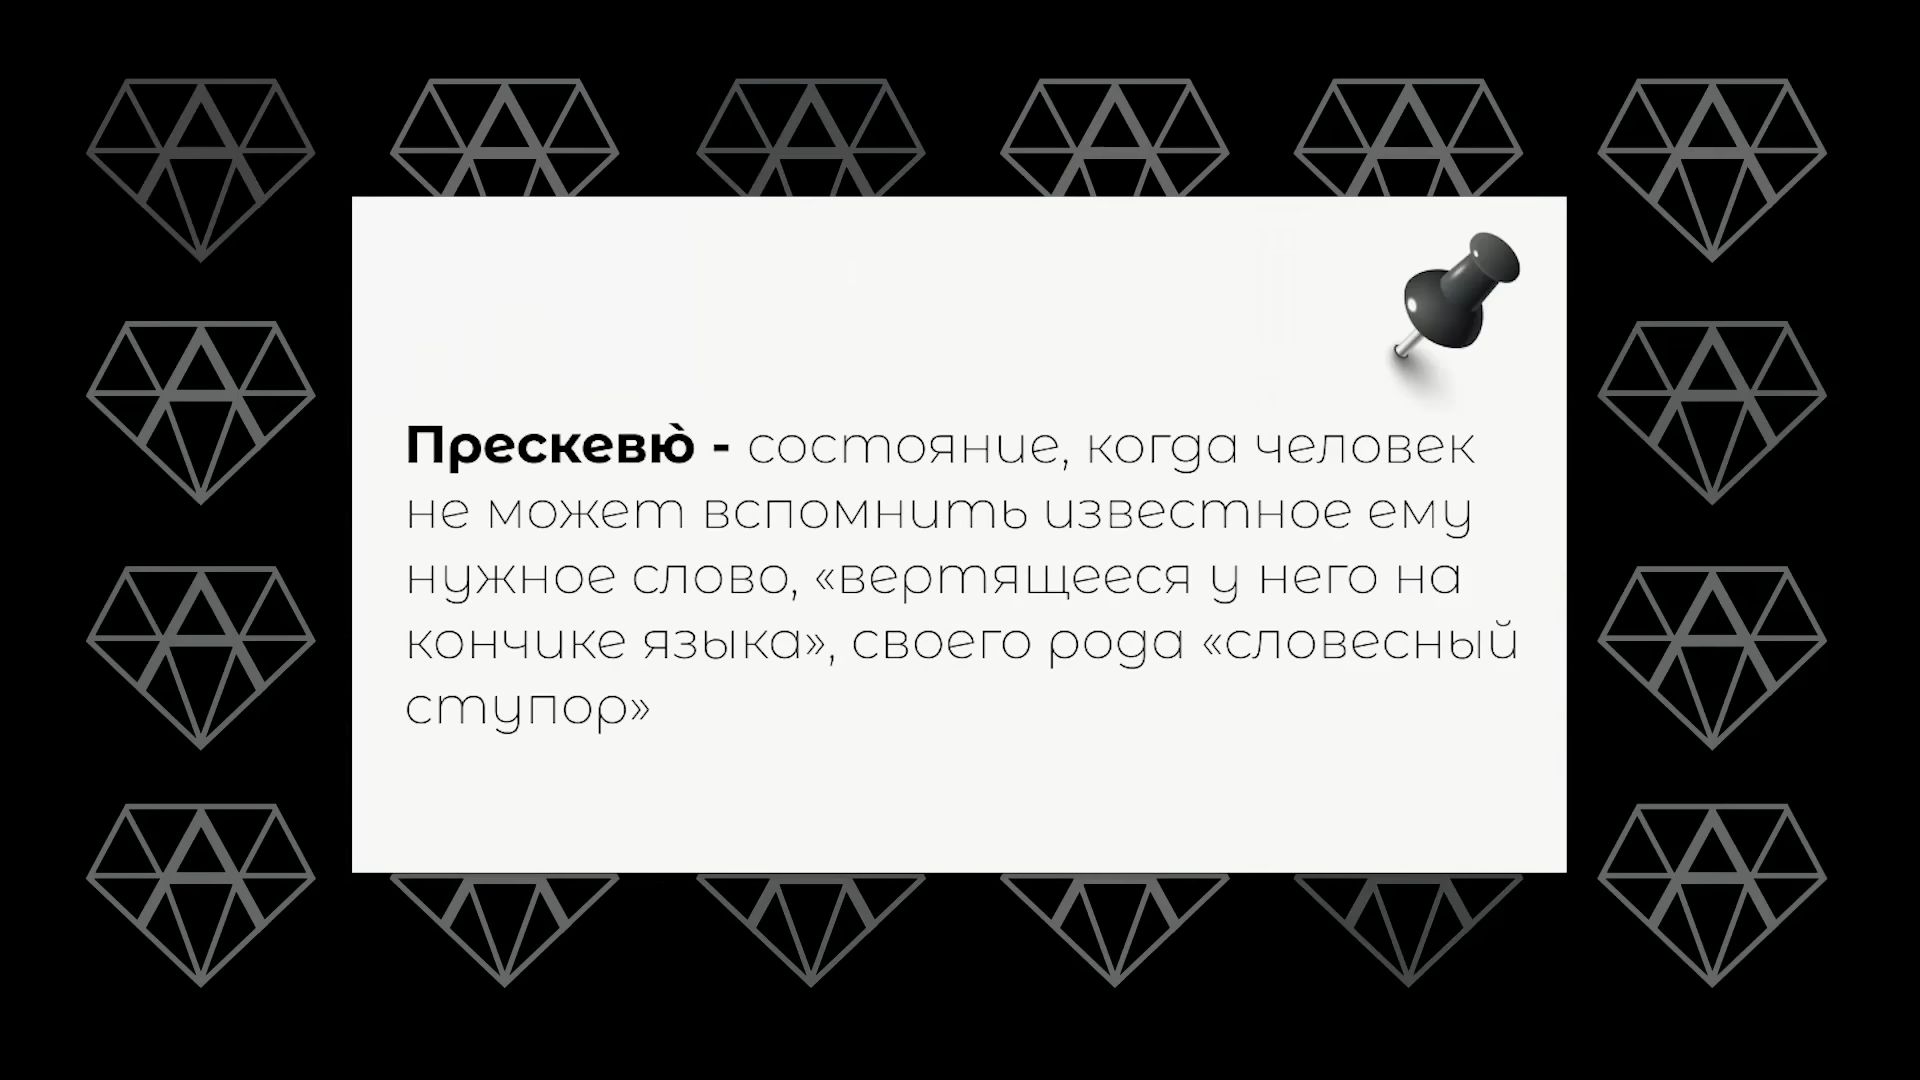 Прескевю̀ - состояние, когда человек
не может вспомнить известное ему
нужное слово, «вертящееся у него на
кончике языка», своего рода «словесный
ступор»